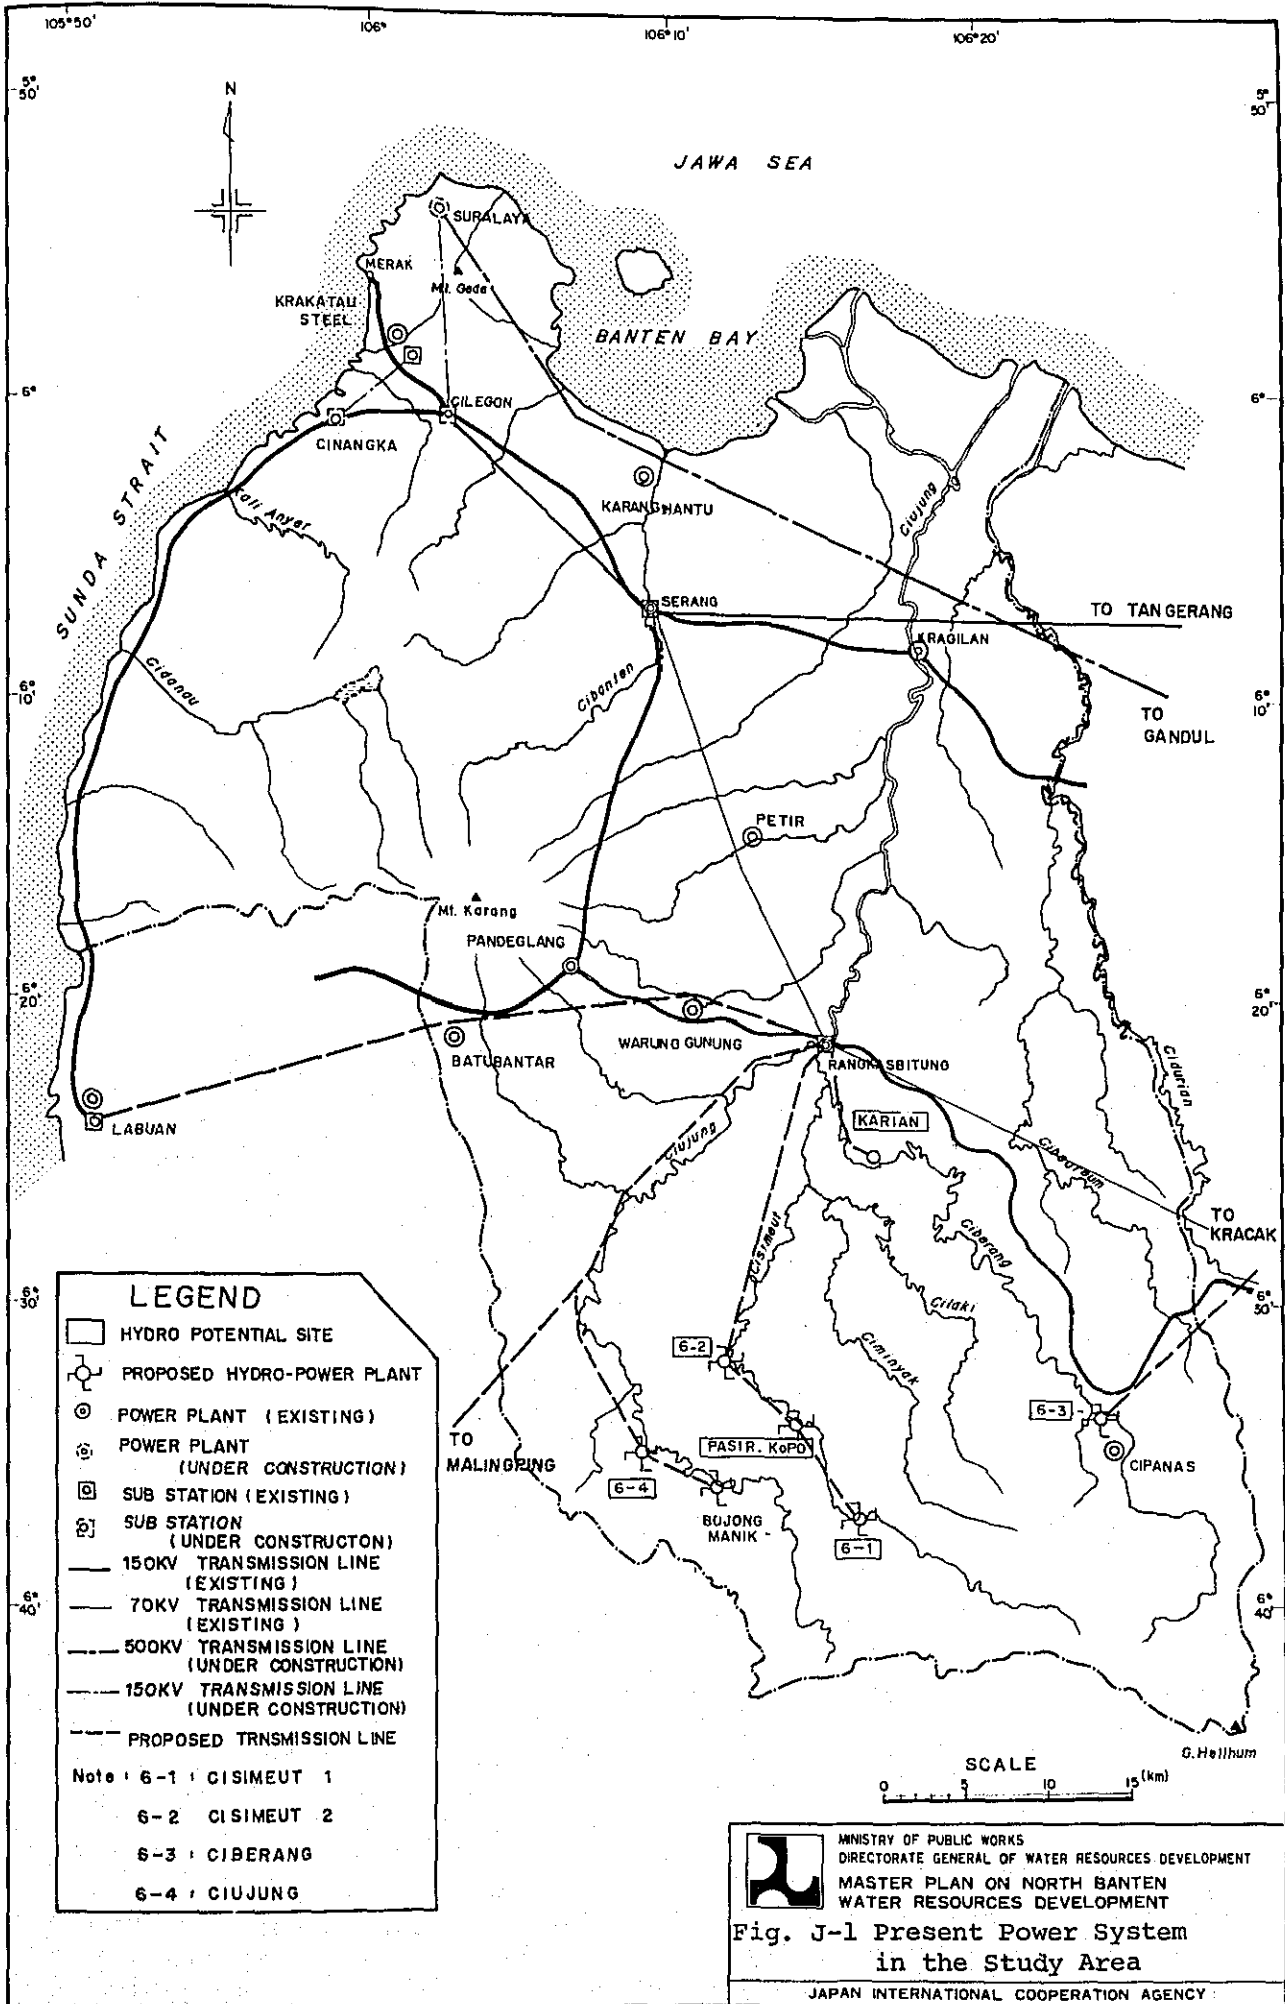 105°50'
106°
106°10'
106°20'
5°
50'
5°
50'
N
JAWA SEA
SURALAYA
MERAK
Mt. Gede
KRAKATAU
STEEL
BANTEN BAY
6°
6°
CILEGON
CINANGKA
SUNDA STRAIT
Kali Anyer
KARANGHANTU
Ciujung
SERANG
TO TANGERANG
KRAGILAN
Cidanau
Cibanten
6°
10'
6°
10'
TO
GANDUL
PETIR
Mt. Karang
PANDEGLANG
6°
20'
6°
20'
WARUNG GUNUNG
BATUBANTAR
RANGKASBITUNG
Cidurian
LABUAN
KARIAN
Ciujung
Cibeureum
TO
KRACAK
Cisimeut
Ciberang
30'
6°
30'
Cilaki
Ciminyak
6-2
6-3
PASIR. KOPO
TO
MALINGPING
CIPANAS
6-4
BOJONG
MANIK
6-1
6°
40'
6°
40'
G. Hellhum
LEGEND
HYDRO POTENTIAL SITE
PROPOSED HYDRO-POWER PLANT
POWER PLANT (EXISTING)
POWER PLANT
(UNDER CONSTRUCTION)
SUB STATION (EXISTING)
SUB STATION
(UNDER CONSTRUCTON)
150KV TRANSMISSION LINE
(EXISTING)
70KV TRANSMISSION LINE
(EXISTING)
500KV TRANSMISSION LINE
(UNDER CONSTRUCTION)
150KV TRANSMISSION LINE
(UNDER CONSTRUCTION)
PROPOSED TRNSMISSION LINE
Note : 6-1 : CISIMEUT 1
6-2 CISIMEUT 2
6-3 : CIBERANG
6-4 : CIUJUNG
SCALE
0 5 10 15 (km)
MINISTRY OF PUBLIC WORKS
DIRECTORATE GENERAL OF WATER RESOURCES DEVELOPMENT
MASTER PLAN ON NORTH BANTEN
WATER RESOURCES DEVELOPMENT
Fig. J-1 Present Power System
in the Study Area
JAPAN INTERNATIONAL COOPERATION AGENCY